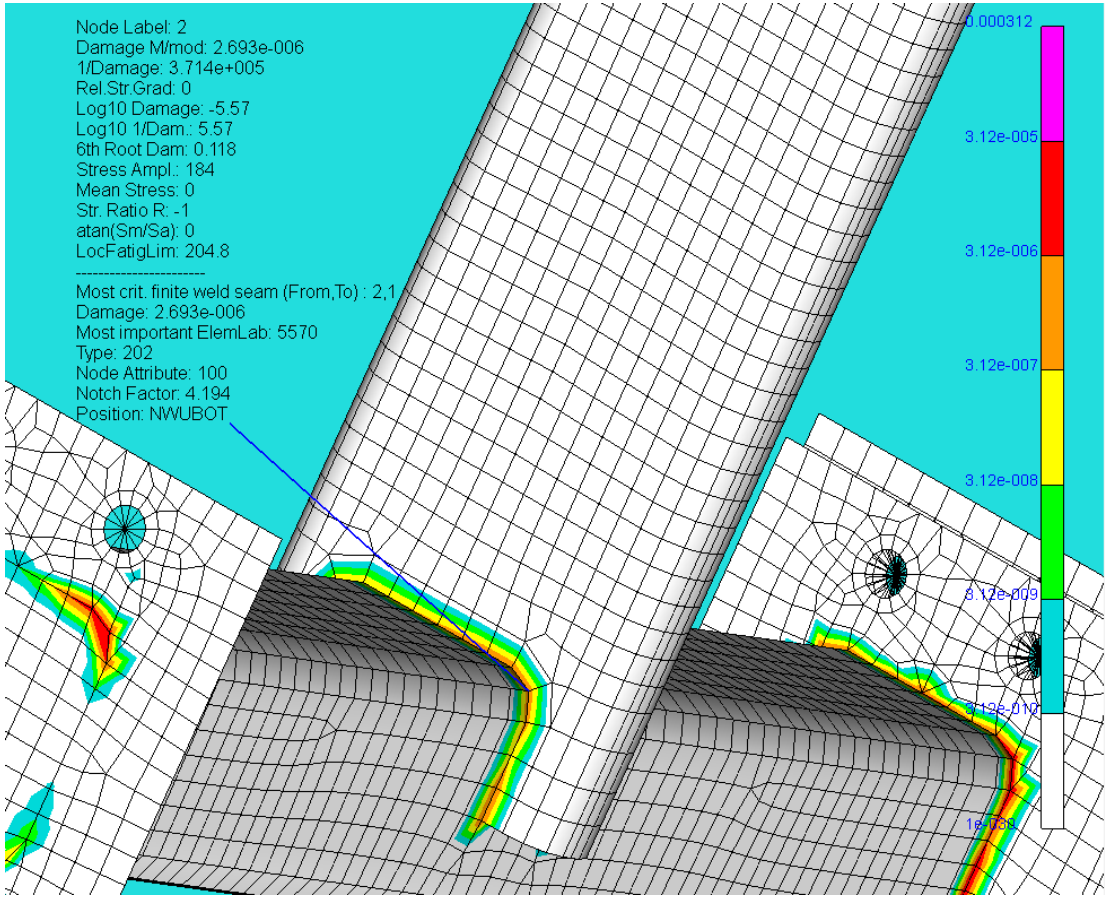 Node Label: 2
Damage M/mod: 2.693e-006
1/Damage: 3.714e+005
Rel.Str.Grad: 0
Log10 Damage: -5.57
Log10 1/Dam.: 5.57
6th Root Dam: 0.118
Stress Ampl.: 184
Mean Stress: 0
Str. Ratio R: -1
atan(Sm/Sa): 0
LocFatigLim: 204.8
-----------------------
Most crit. finite weld seam (From,To) : 2,1
Damage: 2.693e-006
Most important ElemLab: 5570
Type: 202
Node Attribute: 100
Notch Factor: 4.194
Position: NWUBOT
0.000312
3.12e-005
3.12e-006
3.12e-007
3.12e-008
3.12e-009
3.12e-010
1e-030